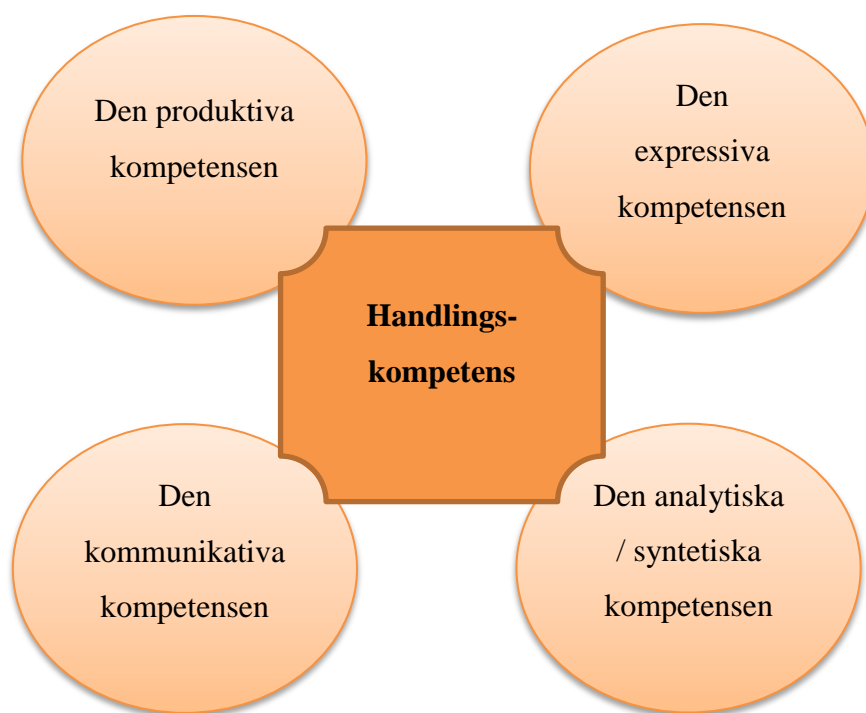 Den produktiva
kompetensen
Den
expressiva
kompetensen
Handlings-
kompetens
Den
kommunikativa
kompetensen
Den analytiska
/ syntetiska
kompetensen